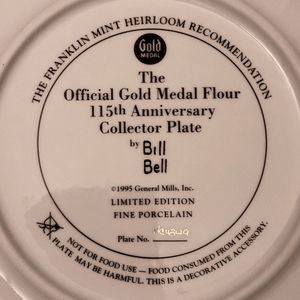 THE FRANKLIN MINT HEIRLOOM RECOMMENDATION
Gold
MEDAL
The
Official Gold Medal Flour
115th Anniversary
Collector Plate
by Bill
Bell
©1995 General Mills, Inc.
LIMITED EDITION
FINE PORCELAIN
Plate No.
NOT FOR FOOD USE — FOOD CONSUMED FROM THIS
PLATE MAY BE HARMFUL. THIS IS A DECORATIVE ACCESSORY.